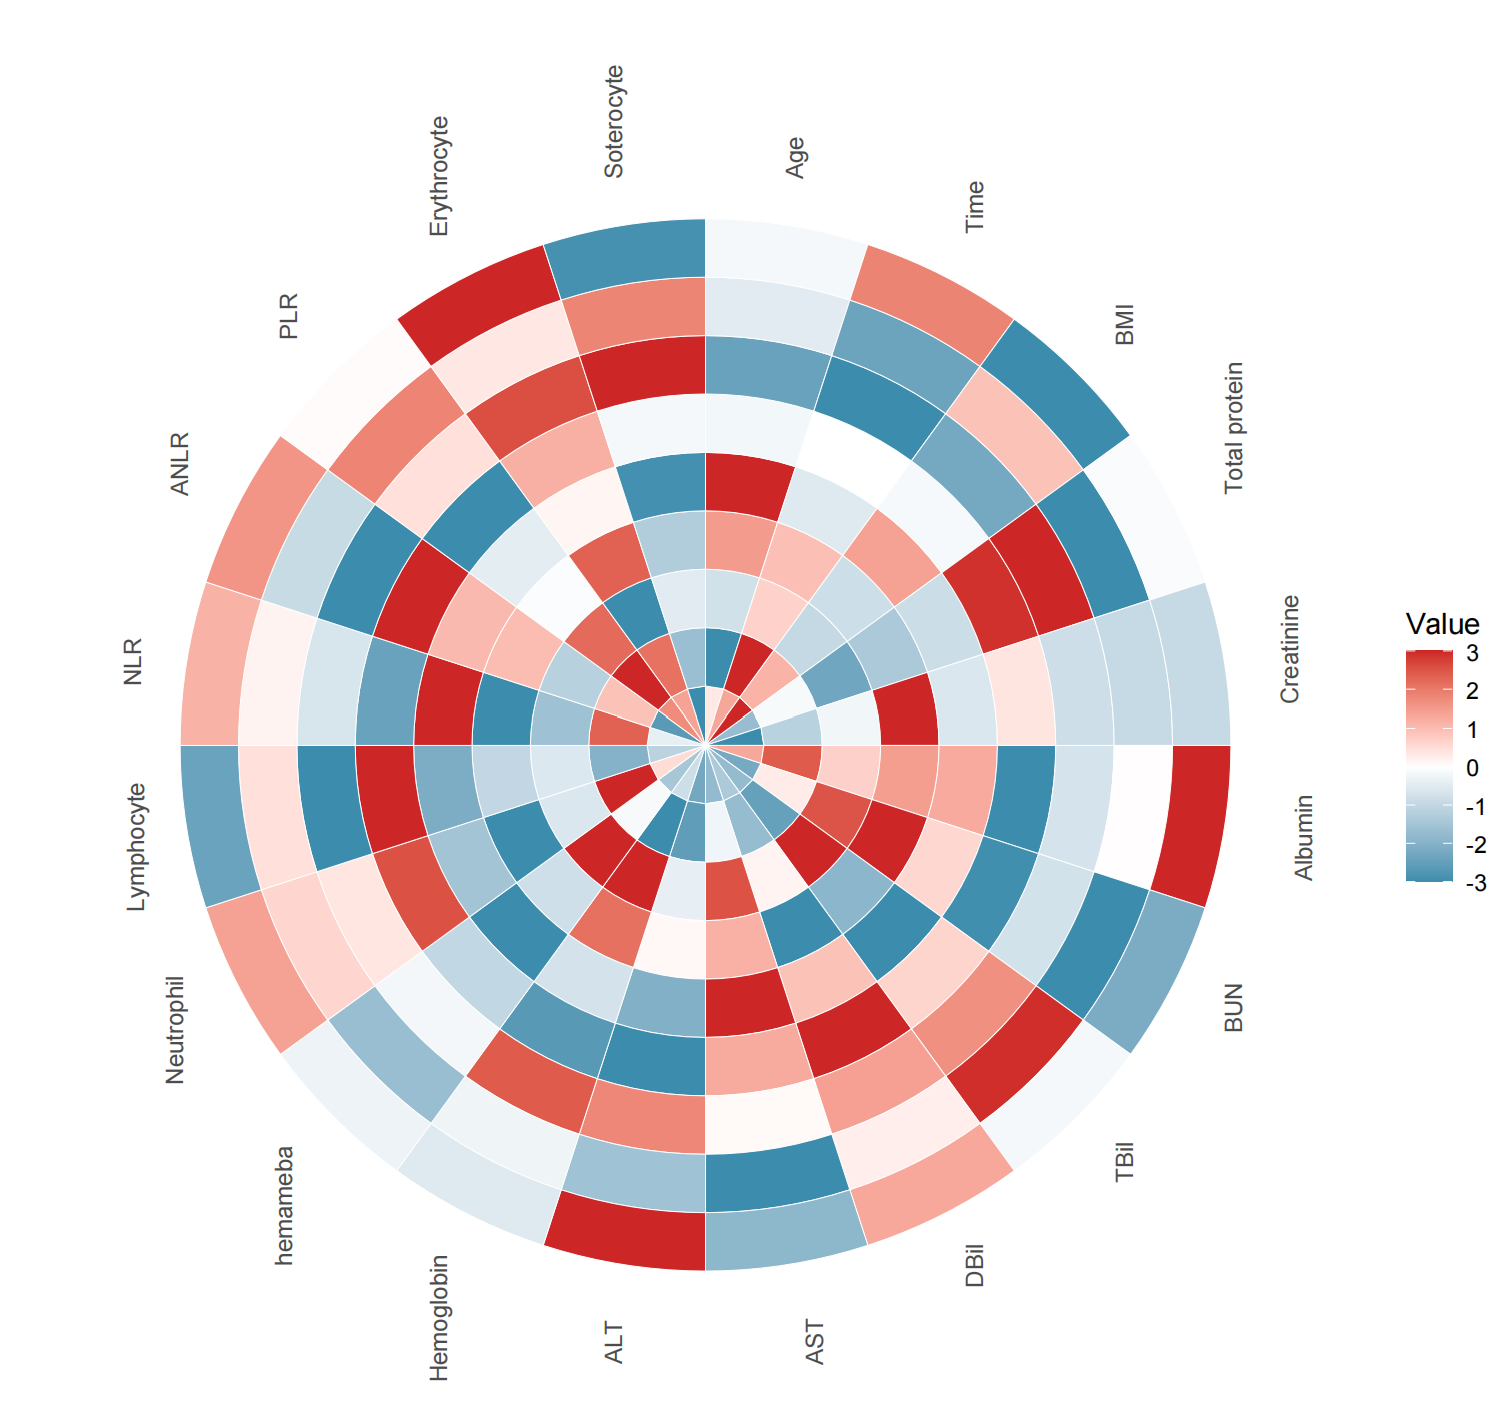 Soterocyte
Age
Erythrocyte
Time
PLR
BMI
ANLR
Total protein
NLR
Creatinine
Lymphocyte
Albumin
Neutrophil
BUN
hemameba
TBil
Hemoglobin
DBil
ALT
AST
Value
3
2
1
0
-1
-2
-3